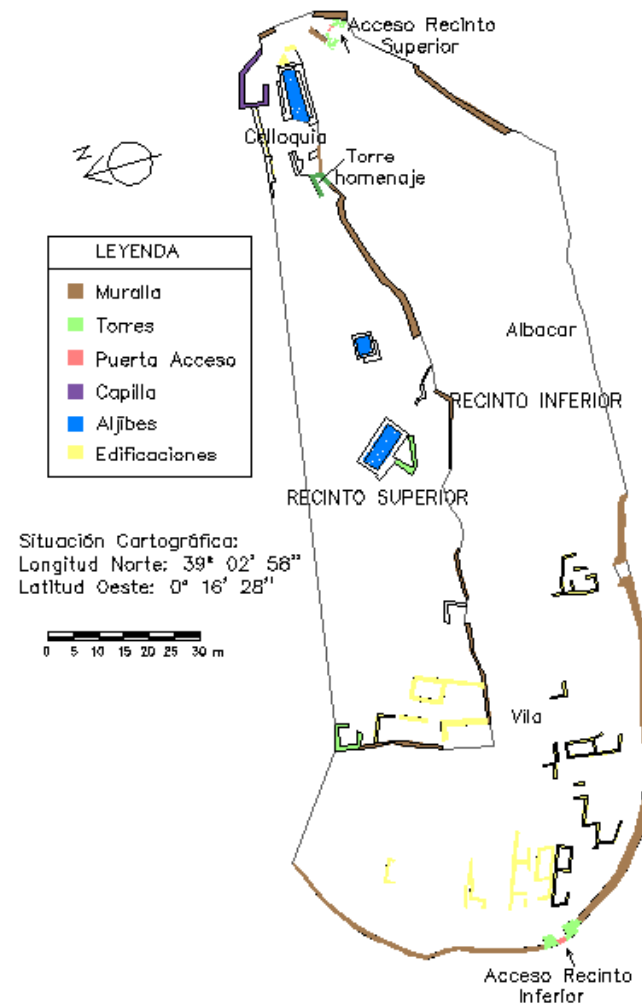 Acceso Recinto
Superior
Celloquia
Torre
homenaje
N
LEYENDA
Muralla
Torres
Puerta Acceso
Capilla
Aljibes
Edificaciones
Albacar
RECINTO INFERIOR
RECINTO SUPERIOR
Situación Cartográfica:
Longitud Norte: 39º 02' 58"
Latitud Oeste: 0º 16' 28"
0 5 10 15 20 25 30 m
Vila
Acceso Recinto
Inferior